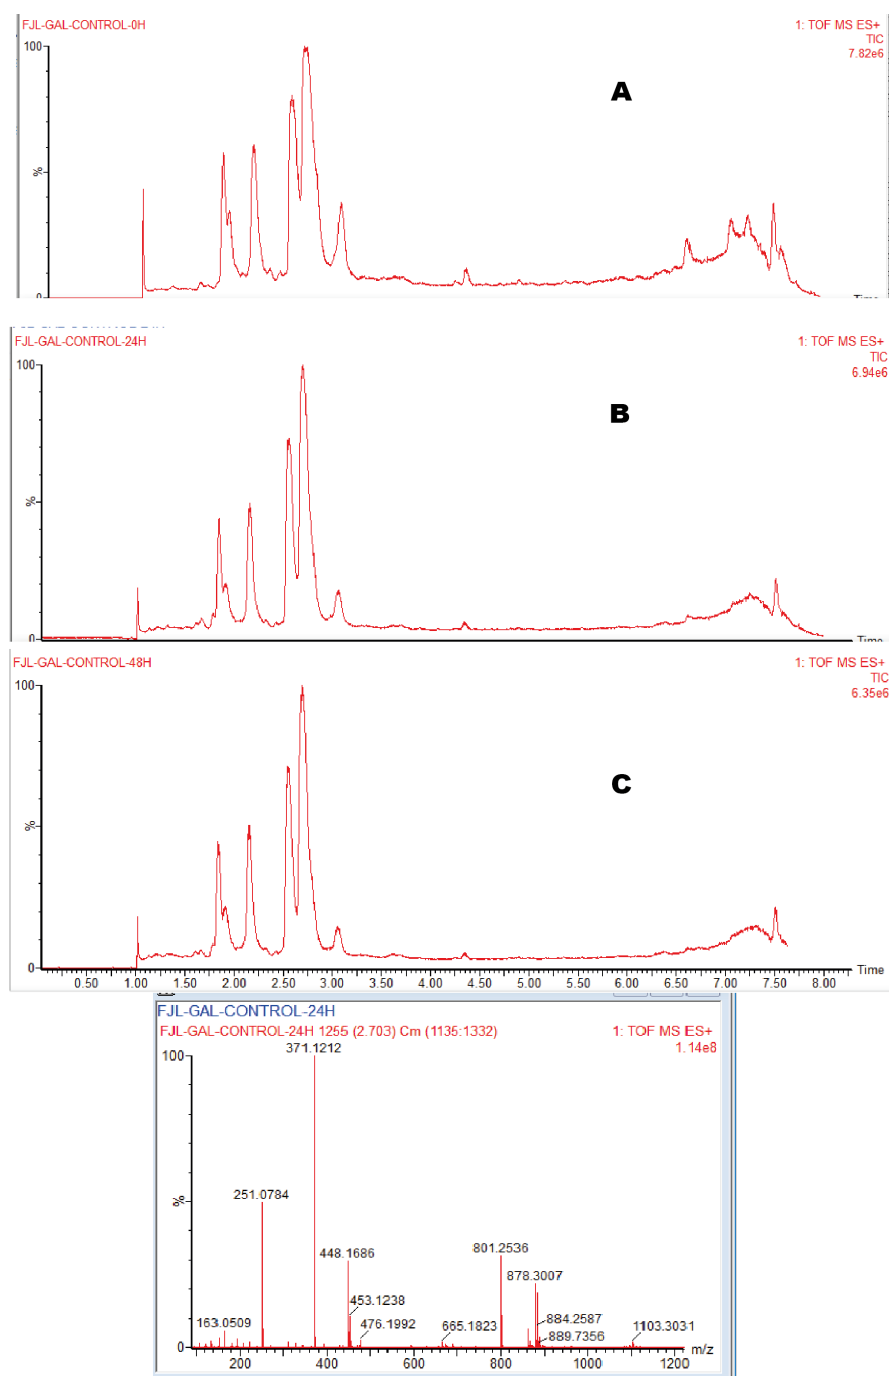 FJL-GAL-CONTROL-0H
1: TOF MS ES+
TIC
7.82e6
100
A
%
0
FJL-GAL-CONTROL-24H
1: TOF MS ES+
TIC
6.94e6
100
B
%
0
Time
FJL-GAL-CONTROL-48H
1: TOF MS ES+
TIC
6.35e6
100
C
%
0
Time
0.50 1.00 1.50 2.00 2.50 3.00 3.50 4.00 4.50 5.00 5.50 6.00 6.50 7.00 7.50 8.00
FJL-GAL-CONTROL-24H
FJL-GAL-CONTROL-24H 1255 (2.703) Cm (1135:1332)
1: TOF MS ES+
1.14e8
371.1212
100
251.0784
%
448.1686
801.2536
878.3007
453.1238
884.2587
163.0509
476.1992
665.1823
889.7356
1103.3031
0
m/z
200 400 600 800 1000 1200